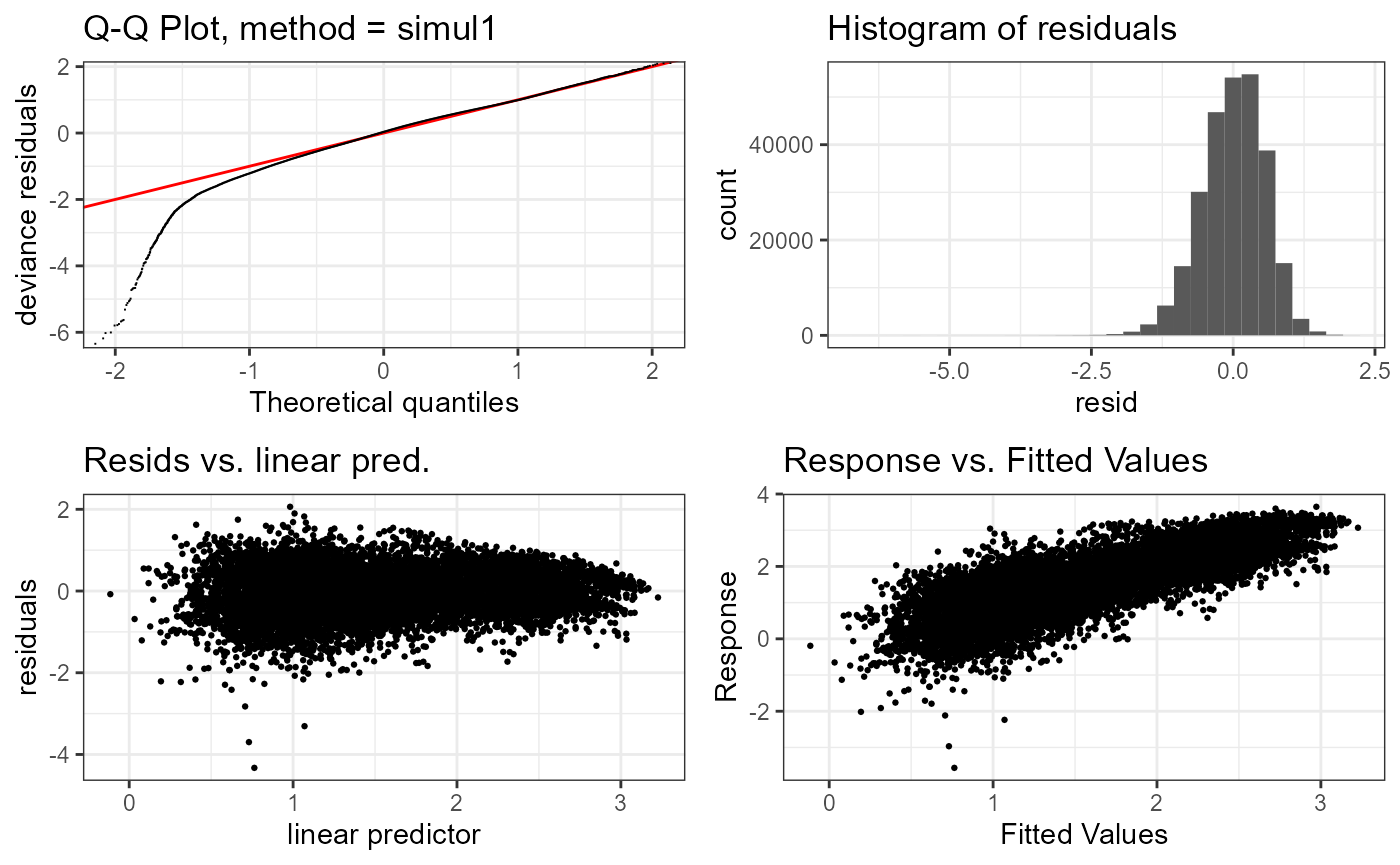 Q-Q Plot, method = simul1
2
0
-2
-4
-6
deviance residuals
-2
-1
0
1
2
Theoretical quantiles
Histogram of residuals
40000
20000
0
count
-5.0
-2.5
0.0
2.5
resid
Resids vs. linear pred.
2
0
-2
-4
residuals
0
1
2
3
linear predictor
Response vs. Fitted Values
4
2
0
-2
Response
0
1
2
3
Fitted Values